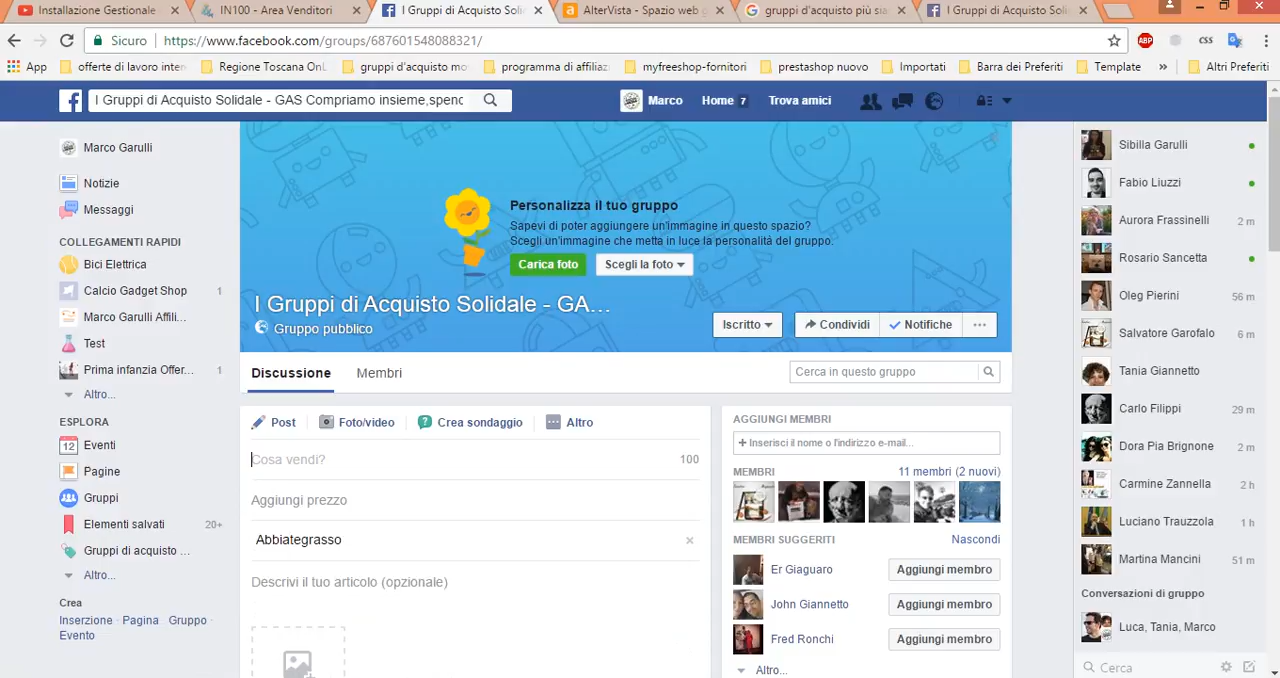 Installazione Gestionale
IN100 - Area Venditori
I Gruppi di Acquisto Soli
AlterVista - Spazio web g
gruppi d'acquisto più sia
I Gruppi di Acquisto Soli
Sicuro
https://www.facebook.com/groups/687601548088321/
ABP
CSS
App
offerte di lavoro inter
Regione Toscana OnL
gruppi d'acquisto mo
programma di affiliaz
myfreeshop-fornitori
prestashop nuovo
Importati
Barra dei Preferiti
Template
»
Altri Preferiti
I Gruppi di Acquisto Solidale - GAS Compriamo insieme,spend
Marco
Home 7
Trova amici
Marco Garulli
Notizie
Messaggi
COLLEGAMENTI RAPIDI
Bici Elettrica
Calcio Gadget Shop 1
Marco Garulli Affili...
Test
Prima infanzia Offer... 1
Altro...
ESPLORA
12 Eventi
Pagine
Gruppi
Elementi salvati 20+
Gruppi di acquisto ...
Altro...
Crea
Inserzione · Pagina · Gruppo ·
Evento
Personalizza il tuo gruppo
Sapevi di poter aggiungere un'immagine in questo spazio?
Scegli un'immagine che metta in luce la personalità del gruppo.
Carica foto
Scegli la foto
I Gruppi di Acquisto Solidale - GA...
Gruppo pubblico
Iscritto
Condividi
Notifiche
Discussione
Membri
Cerca in questo gruppo
Post
Foto/video
Crea sondaggio
Altro
Cosa vendi?
100
Aggiungi prezzo
Abbiategrasso
Descrivi il tuo articolo (opzionale)
AGGIUNGI MEMBRI
+ Inserisci il nome o l'indirizzo e-mail...
MEMBRI
11 membri (2 nuovi)
MEMBRI SUGGERITI
Nascondi
Er Giaguaro
Aggiungi membro
John Giannetto
Aggiungi membro
Fred Ronchi
Aggiungi membro
Altro...
Sibilla Garulli
Fabio Liuzzi
Aurora Frassinelli 2 m
Rosario Sancetta
Oleg Pierini 56 m
Salvatore Garofalo 6 m
Tania Giannetto
Carlo Filippi 29 m
Dora Pia Brignone 2 m
Carmine Zannella 2 h
Luciano Trauzzola 1 h
Martina Mancini 51 m
Conversazioni di gruppo
Luca, Tania, Marco
Cerca